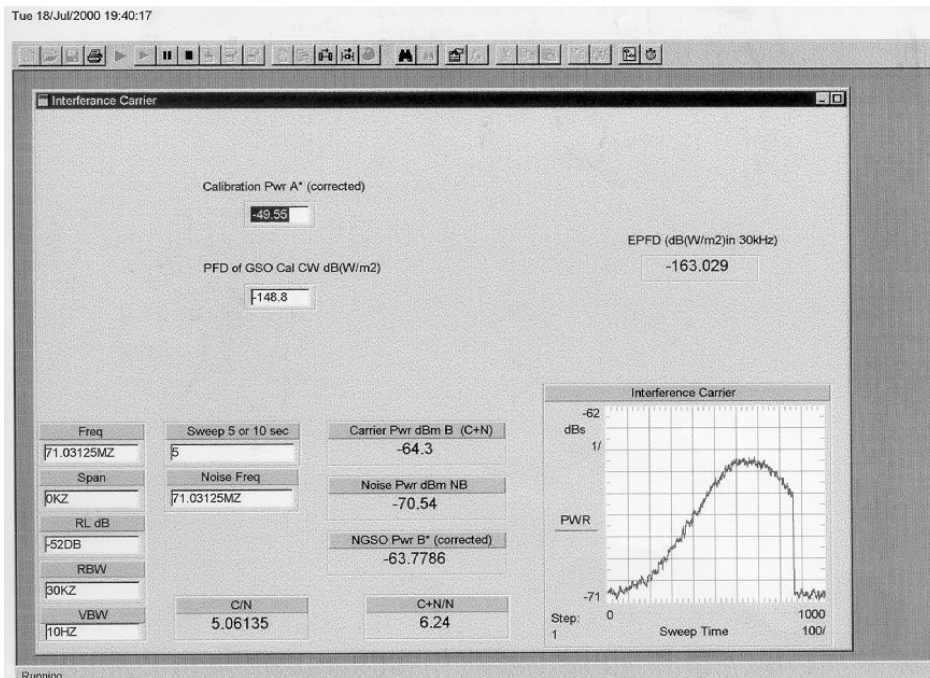 Tue 18/Jul/2000 19:40:17
Interferance Carrier
Calibration Pwr A* (corrected)
-49.55
EPFD (dB(W/m2)in 30kHz)
-163.029
PFD of GSO Cal CW dB(W/m2)
-148.8
Interference Carrier
-62
dBs
1/
PWR
-71
0
1000
Step:
1
Sweep Time
100/
Freq
71.03125MZ
Sweep 5 or 10 sec
5
Carrier Pwr dBm B (C+N)
-64.3
Span
0KZ
Noise Freq
71.03125MZ
Noise Pwr dBm NB
-70.54
RL dB
-52DB
NGSO Pwr B* (corrected)
-63.7786
RBW
30KZ
VBW
10HZ
C/N
5.06135
C+N/N
6.24
Running